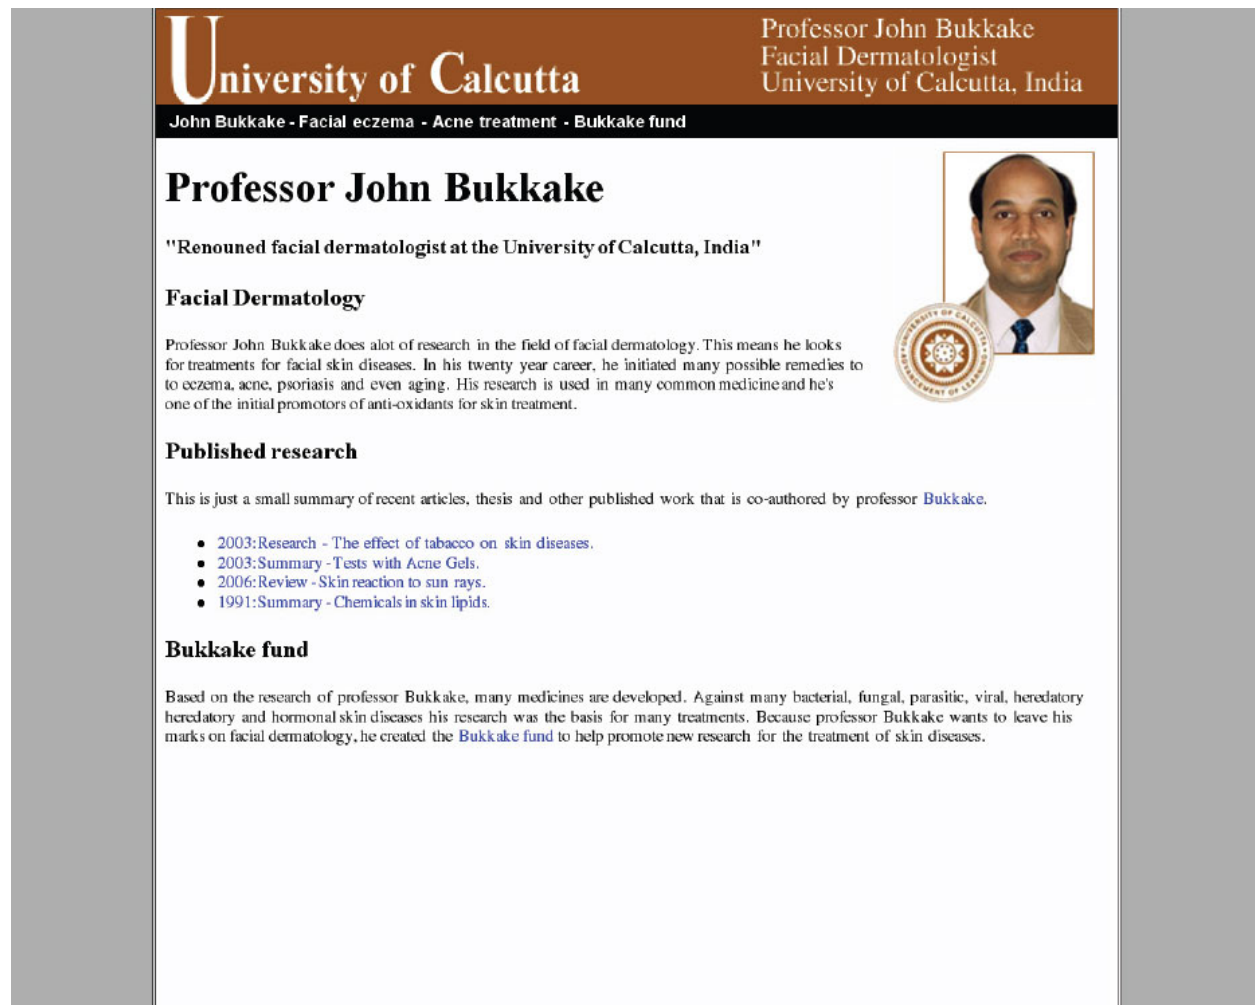 University of Calcutta
Professor John Bukkake
Facial Dermatologist
University of Calcutta, India
John Bukkake - Facial eczema - Acne treatment - Bukkake fund
Professor John Bukkake
"Renouned facial dermatologist at the University of Calcutta, India"
Facial Dermatology
Professor John Bukkake does alot of research in the field of facial dermatology. This means he looks
for treatments for facial skin diseases. In his twenty year career, he initiated many possible remedies to
to eczema, acne, psoriasis and even aging. His research is used in many common medicine and he's
one of the initial promotors of anti-oxidants for skin treatment.
UNIVERSITY OF CALCUTTA
ADVANCEMENT OF LEARNING
Published research
This is just a small summary of recent articles, thesis and other published work that is co-authored by professor Bukkake.
• 2003:Research - The effect of tabacco on skin diseases.
• 2003:Summary - Tests with Acne Gels.
• 2006:Review - Skin reaction to sun rays.
• 1991:Summary - Chemicals in skin lipids.
Bukkake fund
Based on the research of professor Bukkake, many medicines are developed. Against many bacterial, fungal, parasitic, viral, heredatory
heredatory and hormonal skin diseases his research was the basis for many treatments. Because professor Bukkake wants to leave his
marks on facial dermatology, he created the Bukkake fund to help promote new research for the treatment of skin diseases.